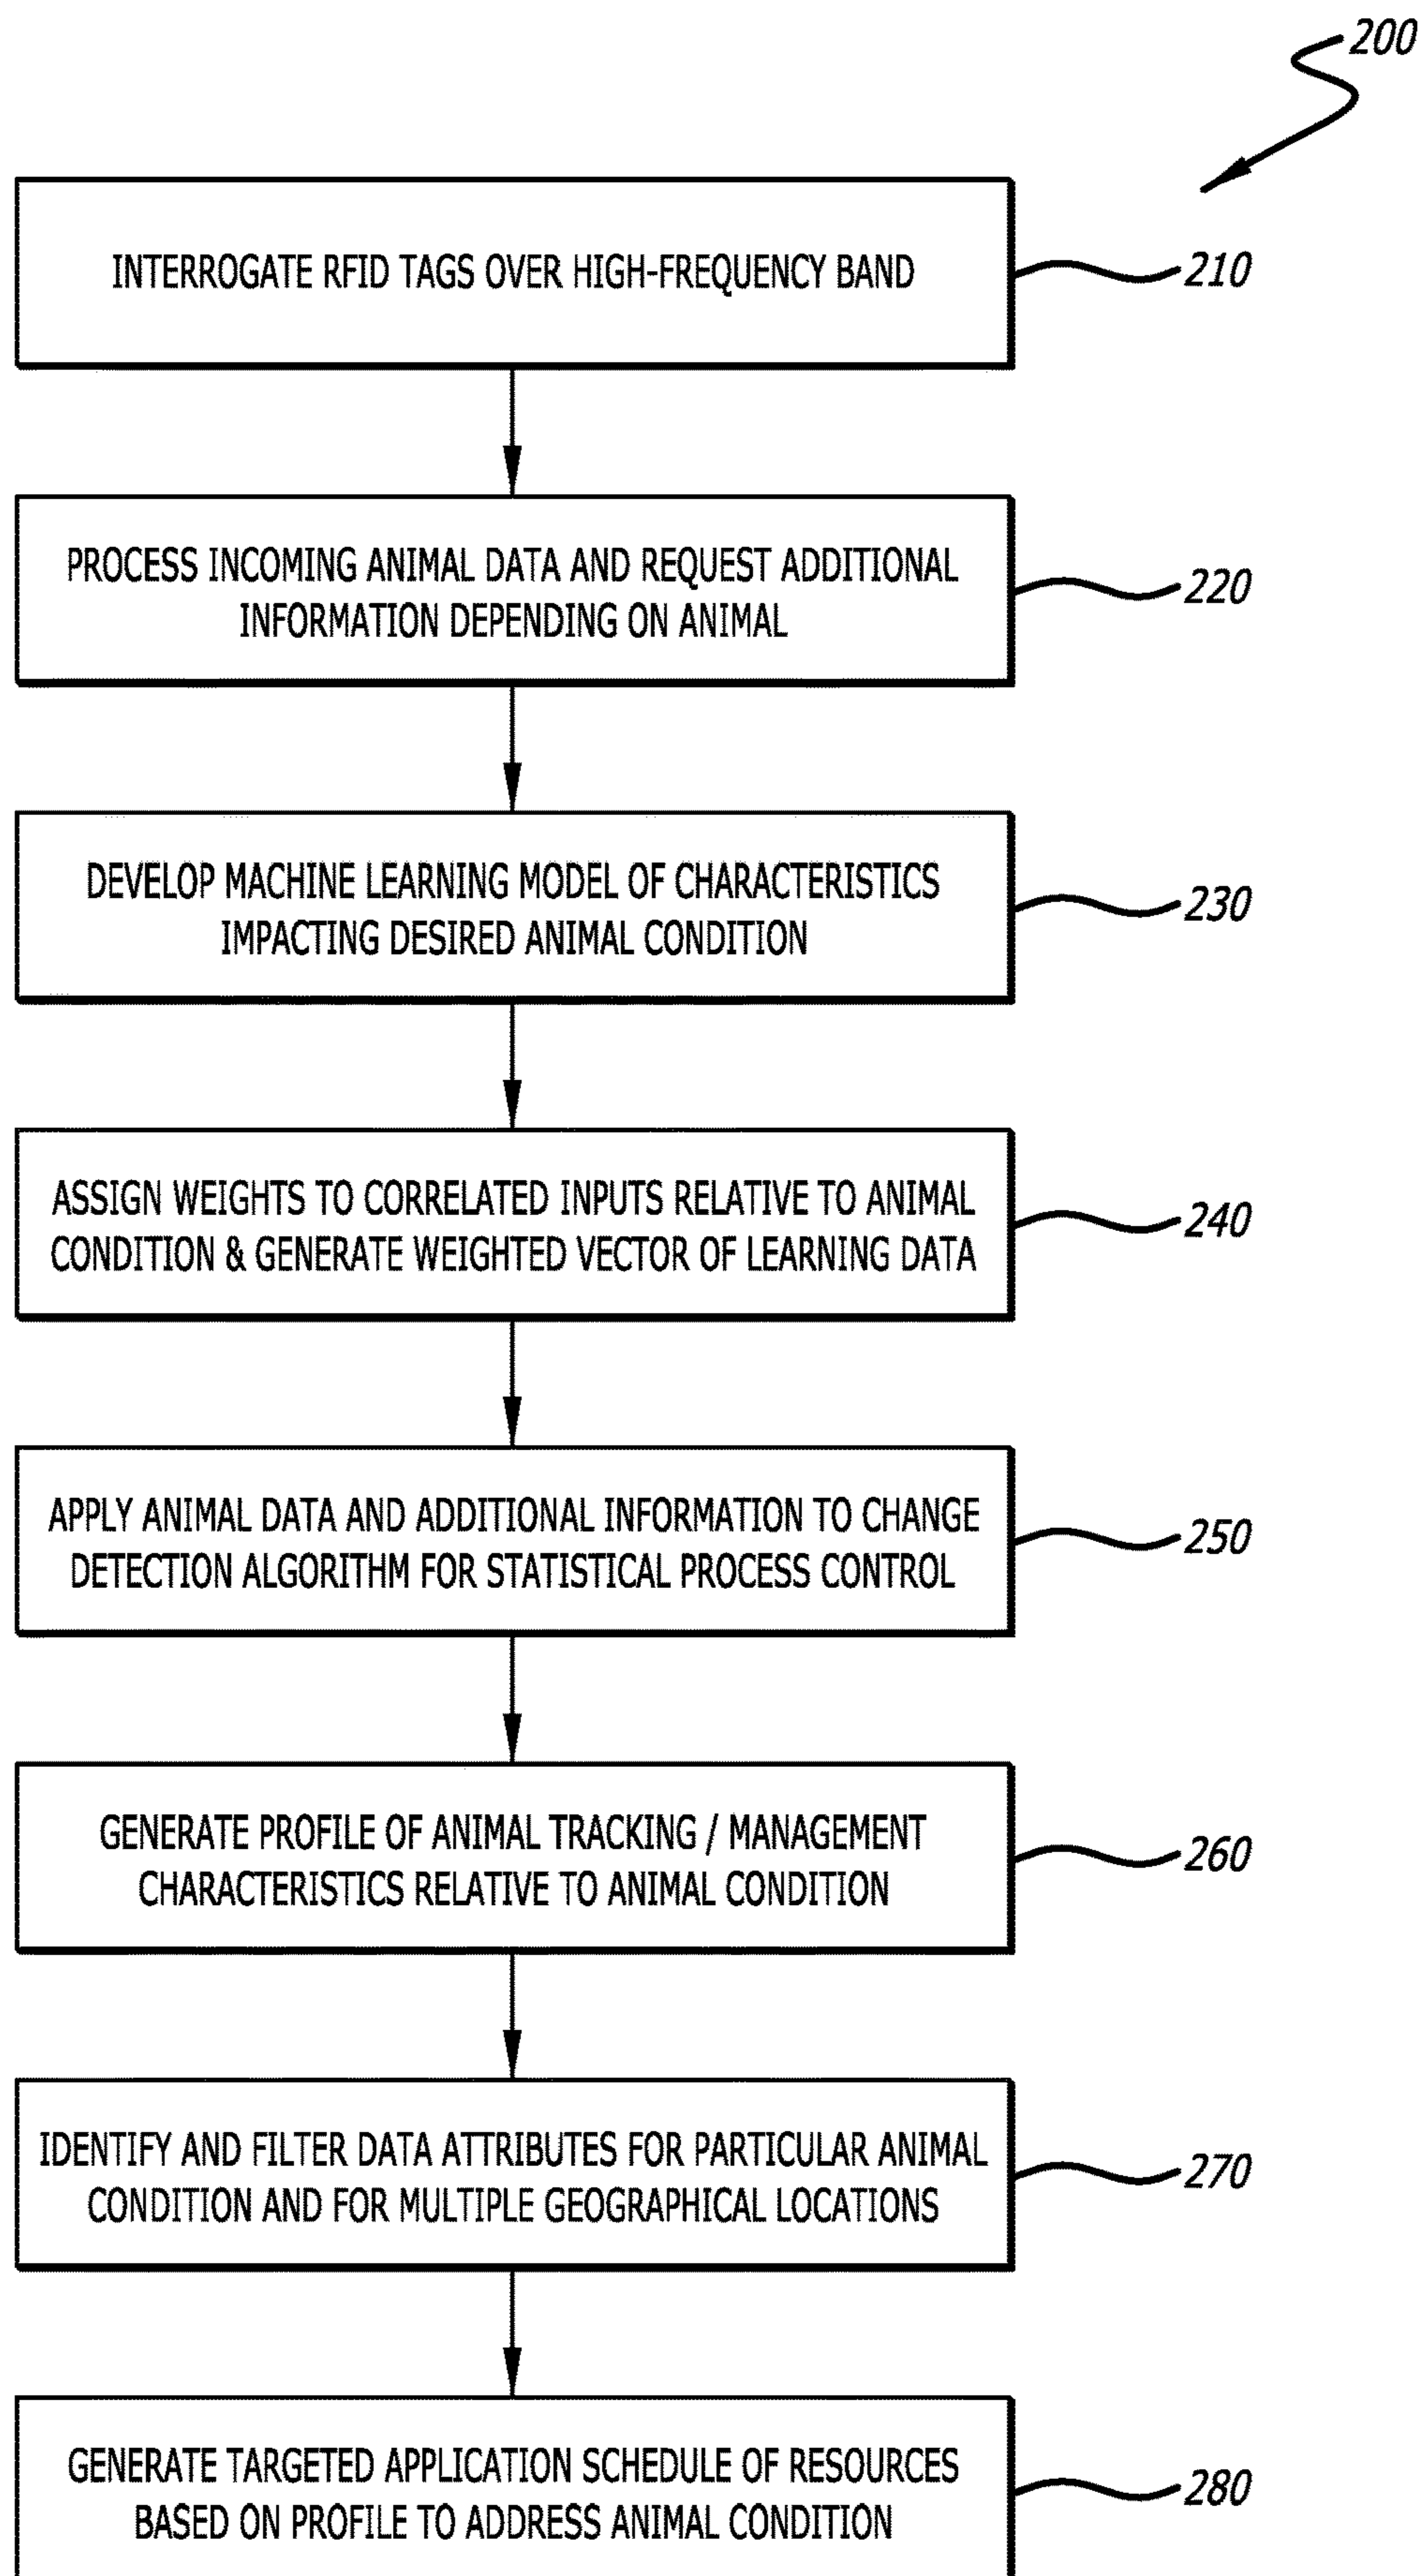 200
INTERROGATE RFID TAGS OVER HIGH-FREQUENCY BAND
210
PROCESS INCOMING ANIMAL DATA AND REQUEST ADDITIONAL
INFORMATION DEPENDING ON ANIMAL
220
DEVELOP MACHINE LEARNING MODEL OF CHARACTERISTICS
IMPACTING DESIRED ANIMAL CONDITION
230
ASSIGN WEIGHTS TO CORRELATED INPUTS RELATIVE TO ANIMAL
CONDITION & GENERATE WEIGHTED VECTOR OF LEARNING DATA
240
APPLY ANIMAL DATA AND ADDITIONAL INFORMATION TO CHANGE
DETECTION ALGORITHM FOR STATISTICAL PROCESS CONTROL
250
GENERATE PROFILE OF ANIMAL TRACKING / MANAGEMENT
CHARACTERISTICS RELATIVE TO ANIMAL CONDITION
260
IDENTIFY AND FILTER DATA ATTRIBUTES FOR PARTICULAR ANIMAL
CONDITION AND FOR MULTIPLE GEOGRAPHICAL LOCATIONS
270
GENERATE TARGETED APPLICATION SCHEDULE OF RESOURCES
BASED ON PROFILE TO ADDRESS ANIMAL CONDITION
280